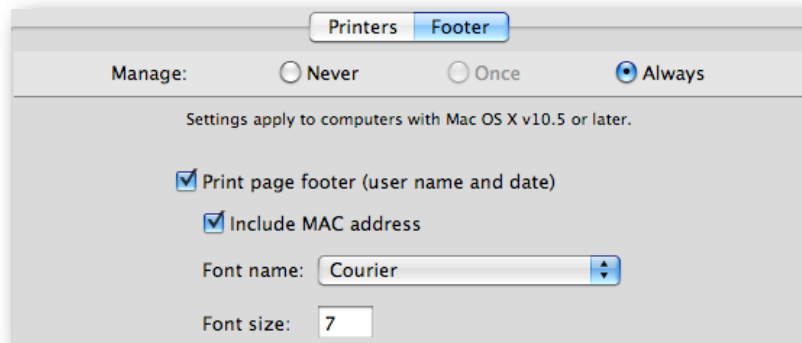 Printers Footer
Manage: Never Once Always
Settings apply to computers with Mac OS X v10.5 or later.
Print page footer (user name and date)
Include MAC address
Font name: Courier
Font size: 7